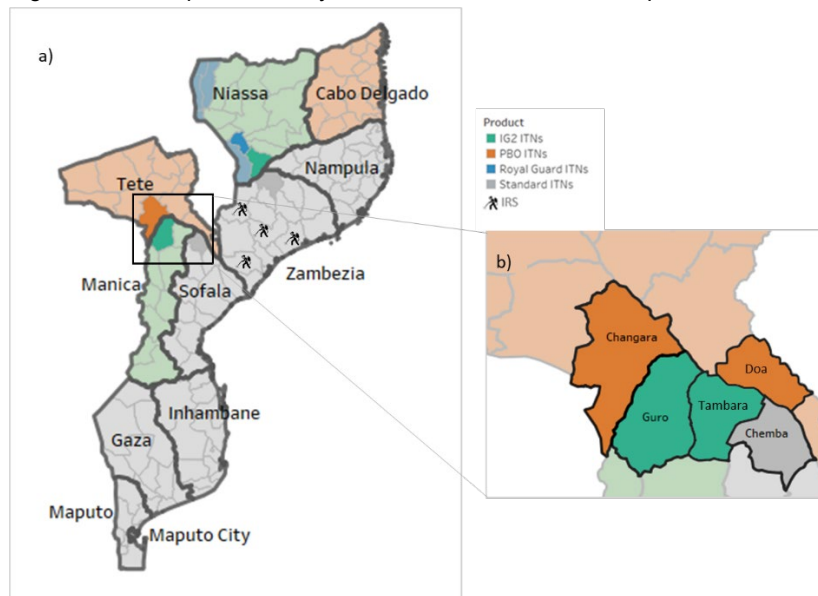 a)
Niassa
Cabo Delgado
Nampula
Tete
Zambezia
Manica
Sofala
Inhambane
Gaza
Maputo
Maputo City
Product
IG2 ITNs
PBO ITNs
Royal Guard ITNs
Standard ITNs
IRS
b)
Changara
Doa
Guro
Tambara
Chemba